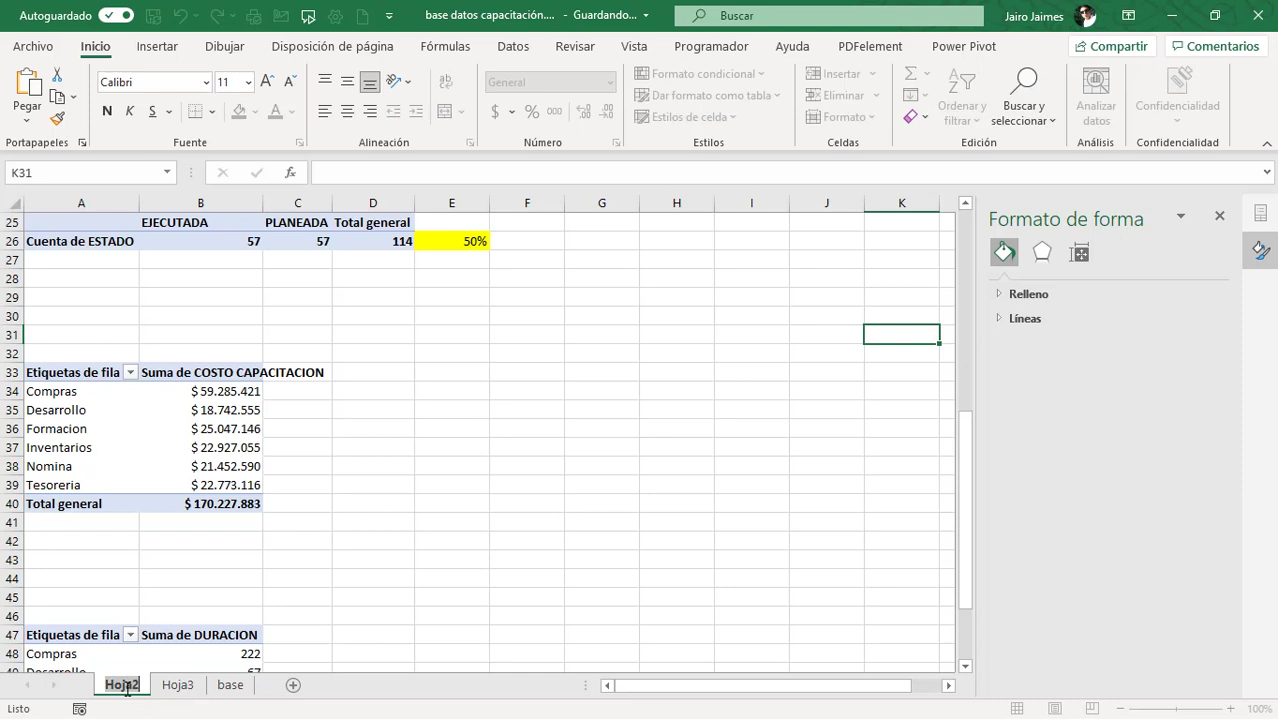 Autoguardado
base datos capacitación.... - Guardando...
Buscar
Jairo Jaimes
Archivo Inicio Insertar Dibujar Disposición de página Fórmulas Datos Revisar Vista Programador Ayuda PDFelement Power Pivot
Compartir Comentarios
Pegar
Calibri 11
N K S
General
$ % 000
Formato condicional
Dar formato como tabla
Estilos de celda
Insertar
Eliminar
Formato
Ordenar y filtrar
Buscar y seleccionar
Analizar datos
Confidencialidad
Portapapeles Fuente Alineación Número Estilos Celdas Edición Análisis Confidencialidad
K31 fx
A B C D E F G H I J K
25 EJECUTADA PLANEADA Total general
26 Cuenta de ESTADO 57 57 114 50%
27
28
29
30
31
32
33 Etiquetas de fila Suma de COSTO CAPACITACION
34 Compras $ 59.285.421
35 Desarrollo $ 18.742.555
36 Formacion $ 25.047.146
37 Inventarios $ 22.927.055
38 Nomina $ 21.452.590
39 Tesoreria $ 22.773.116
40 Total general $ 170.227.883
41
42
43
44
45
46
47 Etiquetas de fila Suma de DURACION
48 Compras 222
49 Desarrollo 67
Formato de forma
Relleno
Líneas
Hoja2 Hoja3 base
Listo
100%